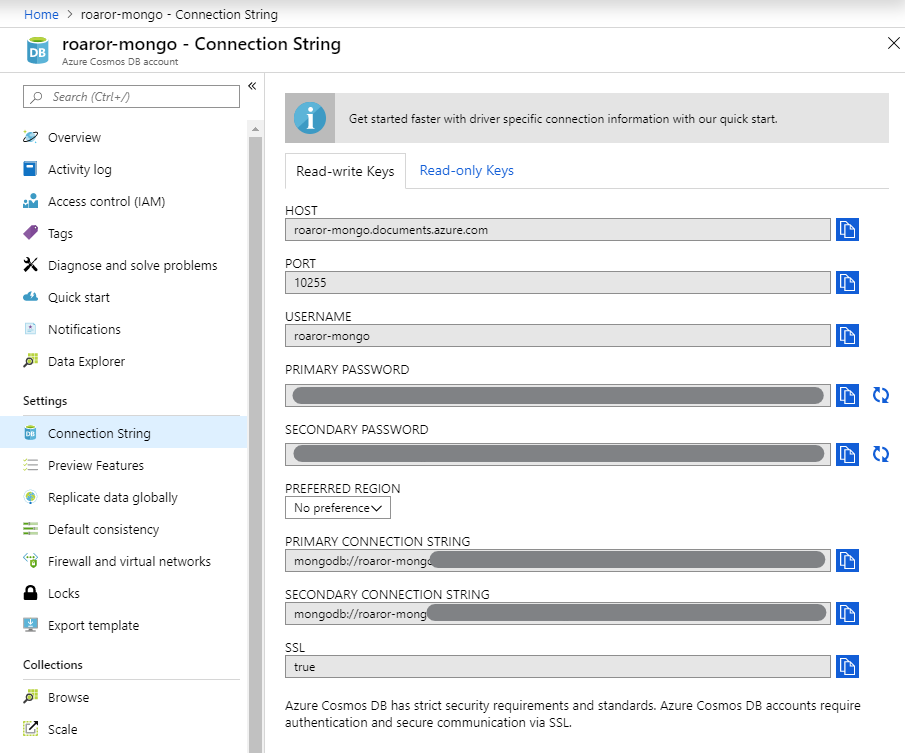 Home > roaror-mongo - Connection String
DB
roaror-mongo - Connection String
Azure Cosmos DB account
Search (Ctrl+/)
Overview
Activity log
Access control (IAM)
Tags
Diagnose and solve problems
Quick start
Notifications
Data Explorer
Settings
DB
Connection String
Preview Features
Replicate data globally
Default consistency
Firewall and virtual networks
Locks
Export template
Collections
Browse
Scale
Get started faster with driver specific connection information with our quick start.
Read-write Keys
Read-only Keys
HOST
roaror-mongo.documents.azure.com
PORT
10255
USERNAME
roaror-mongo
PRIMARY PASSWORD
SECONDARY PASSWORD
PREFERRED REGION
No preference
PRIMARY CONNECTION STRING
mongodb://roaror-mongo
SECONDARY CONNECTION STRING
mongodb://roaror-mong
SSL
true
Azure Cosmos DB has strict security requirements and standards. Azure Cosmos DB accounts require
authentication and secure communication via SSL.